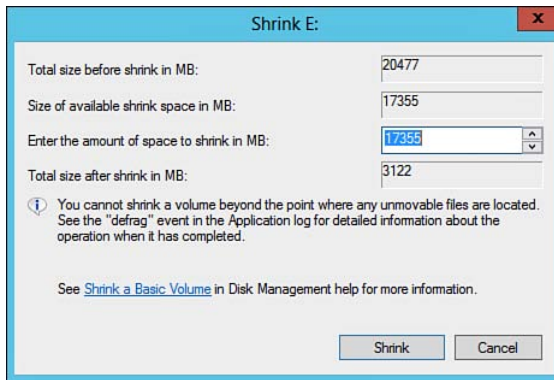 Shrink E:
x
Total size before shrink in MB: 20477
Size of available shrink space in MB: 17355
Enter the amount of space to shrink in MB: 17355
Total size after shrink in MB: 3122
You cannot shrink a volume beyond the point where any unmovable files are located.
See the "defrag" event in the Application log for detailed information about the
operation when it has completed.
See Shrink a Basic Volume in Disk Management help for more information.
Shrink Cancel